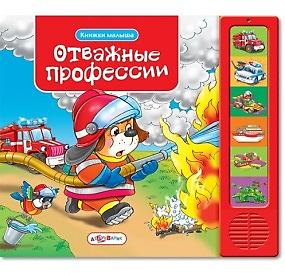 Книжки малыша
Отважные
профессии
АЗБУКВАРИК